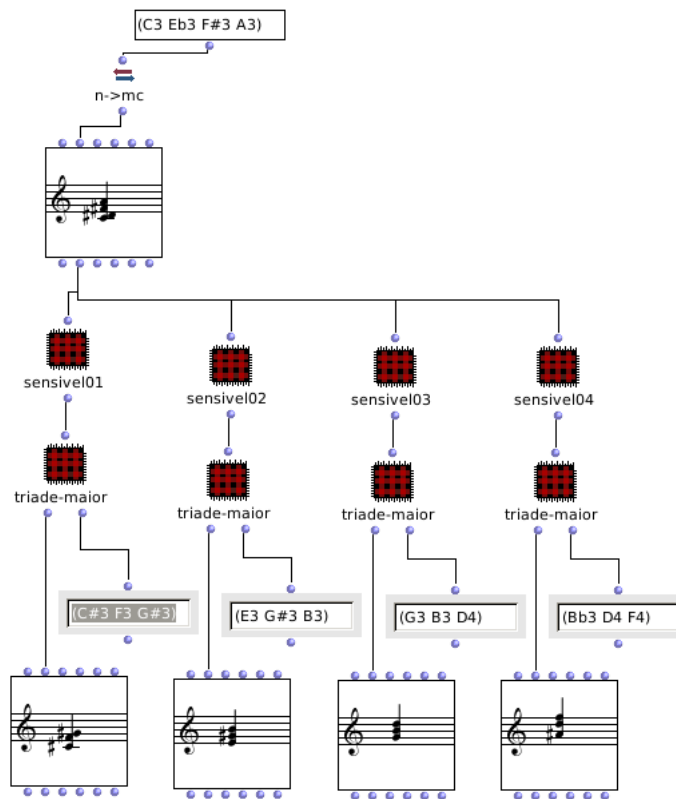 (C3 Eb3 F#3 A3)
n->mc
sensivel01
sensivel02
sensivel03
sensivel04
triade-maior
triade-maior
triade-maior
triade-maior
(C#3 F3 G#3)
(E3 G#3 B3)
(G3 B3 D4)
(Bb3 D4 F4)